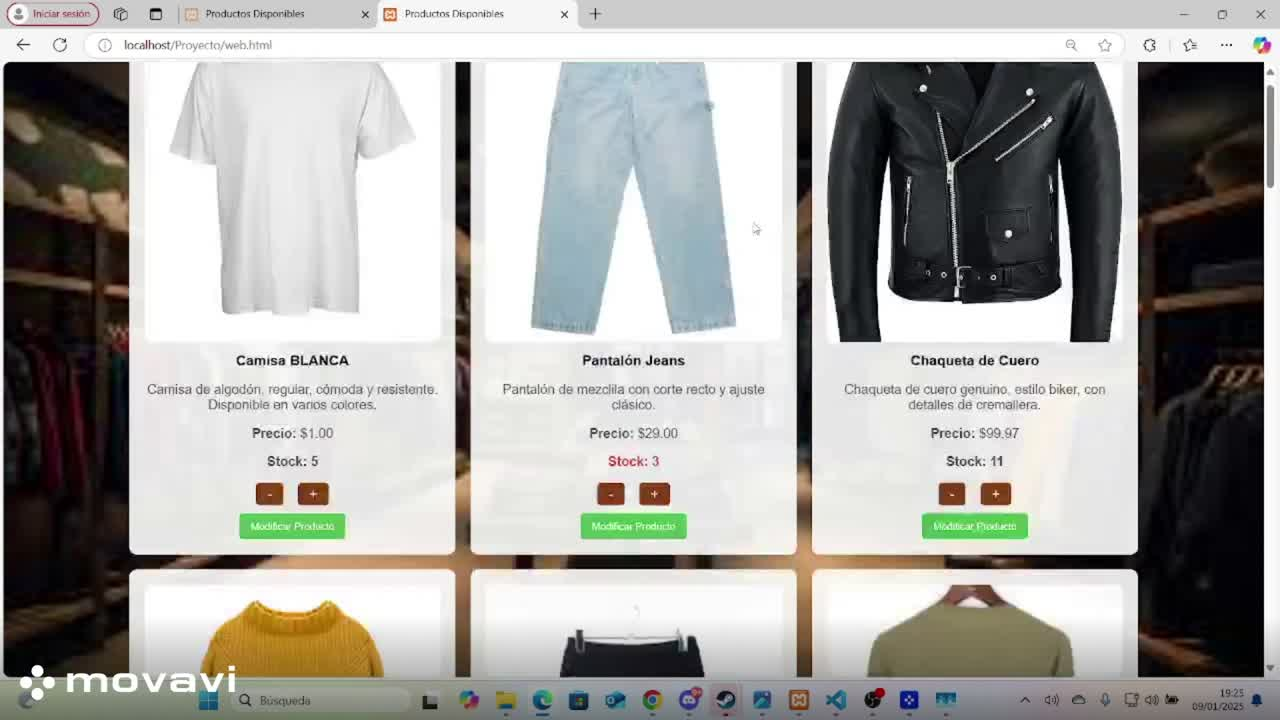 Iniciar sesión
Productos Disponibles
Productos Disponibles
localhost/Proyecto/web.html
Camisa BLANCA
Camisa de algodón, regular, cómoda y resistente.
Disponible en varios colores.
Precio: $1.00
Stock: 5
- +
Modificar Producto
Pantalón Jeans
Pantalón de mezclila con corte recto y ajuste
clásico.
Precio: $29.00
Stock: 3
- +
Modificar Producto
Chaqueta de Cuero
Chaqueta de cuero genuino, estilo biker, con
detalles de cremallera.
Precio: $99.97
Stock: 11
- +
Modificar Producto
movavi
Búsqueda
19:25
09/01/2025